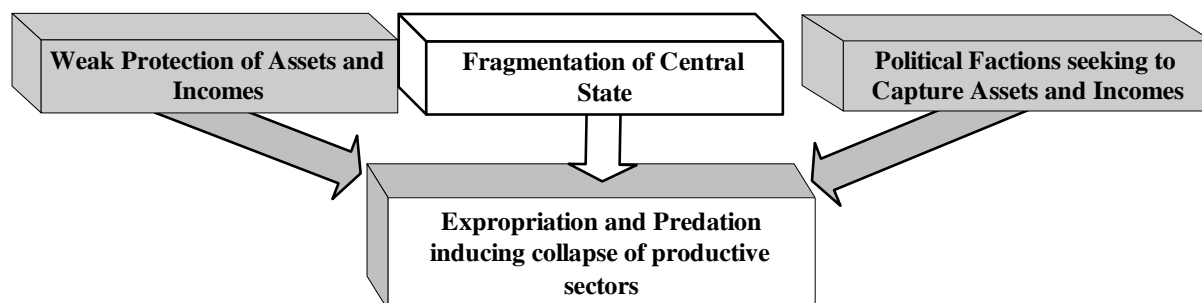 Weak Protection of Assets and
Incomes
Fragmentation of Central
State
Political Factions seeking to
Capture Assets and Incomes
Expropriation and Predation
inducing collapse of productive
sectors